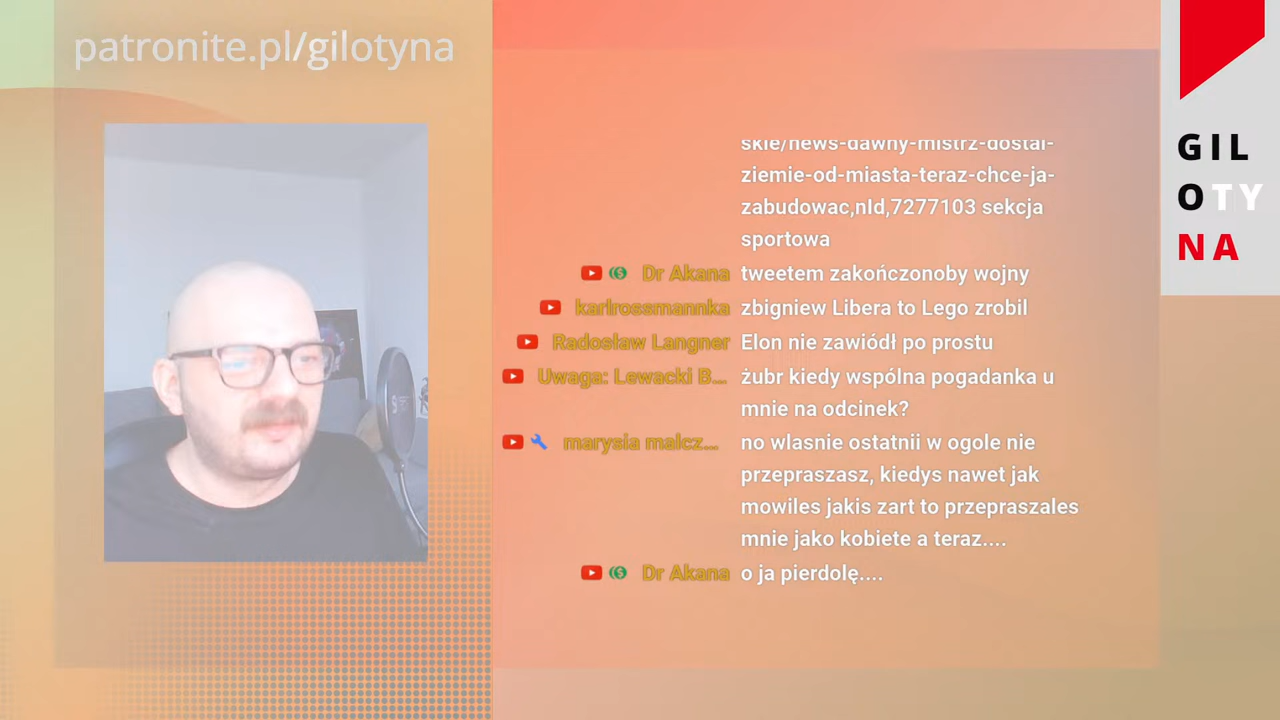 patronite.pl/gilotyna
skie/news-dawny-mistrz-dostal-
ziemie-od-miasta-teraz-chce-ja-
zabudowac,nld,7277103 sekcja
sportowa
Dr Akana tweetem zakończonoby wojny
karlrossmannka zbigniew Libera to Lego zrobil
Radosław Langner Elon nie zawiódł po prostu
Uwaga: Lewacki B... żubr kiedy wspólna pogadanka u
mnie na odcinek?
marysia malcz... no wlasnie ostatnii w ogole nie
przepraszasz, kiedys nawet jak
mowiles jakis zart to przepraszales
mnie jako kobiete a teraz....
Dr Akana o ja pierdolę....
GIL
OTY
NA